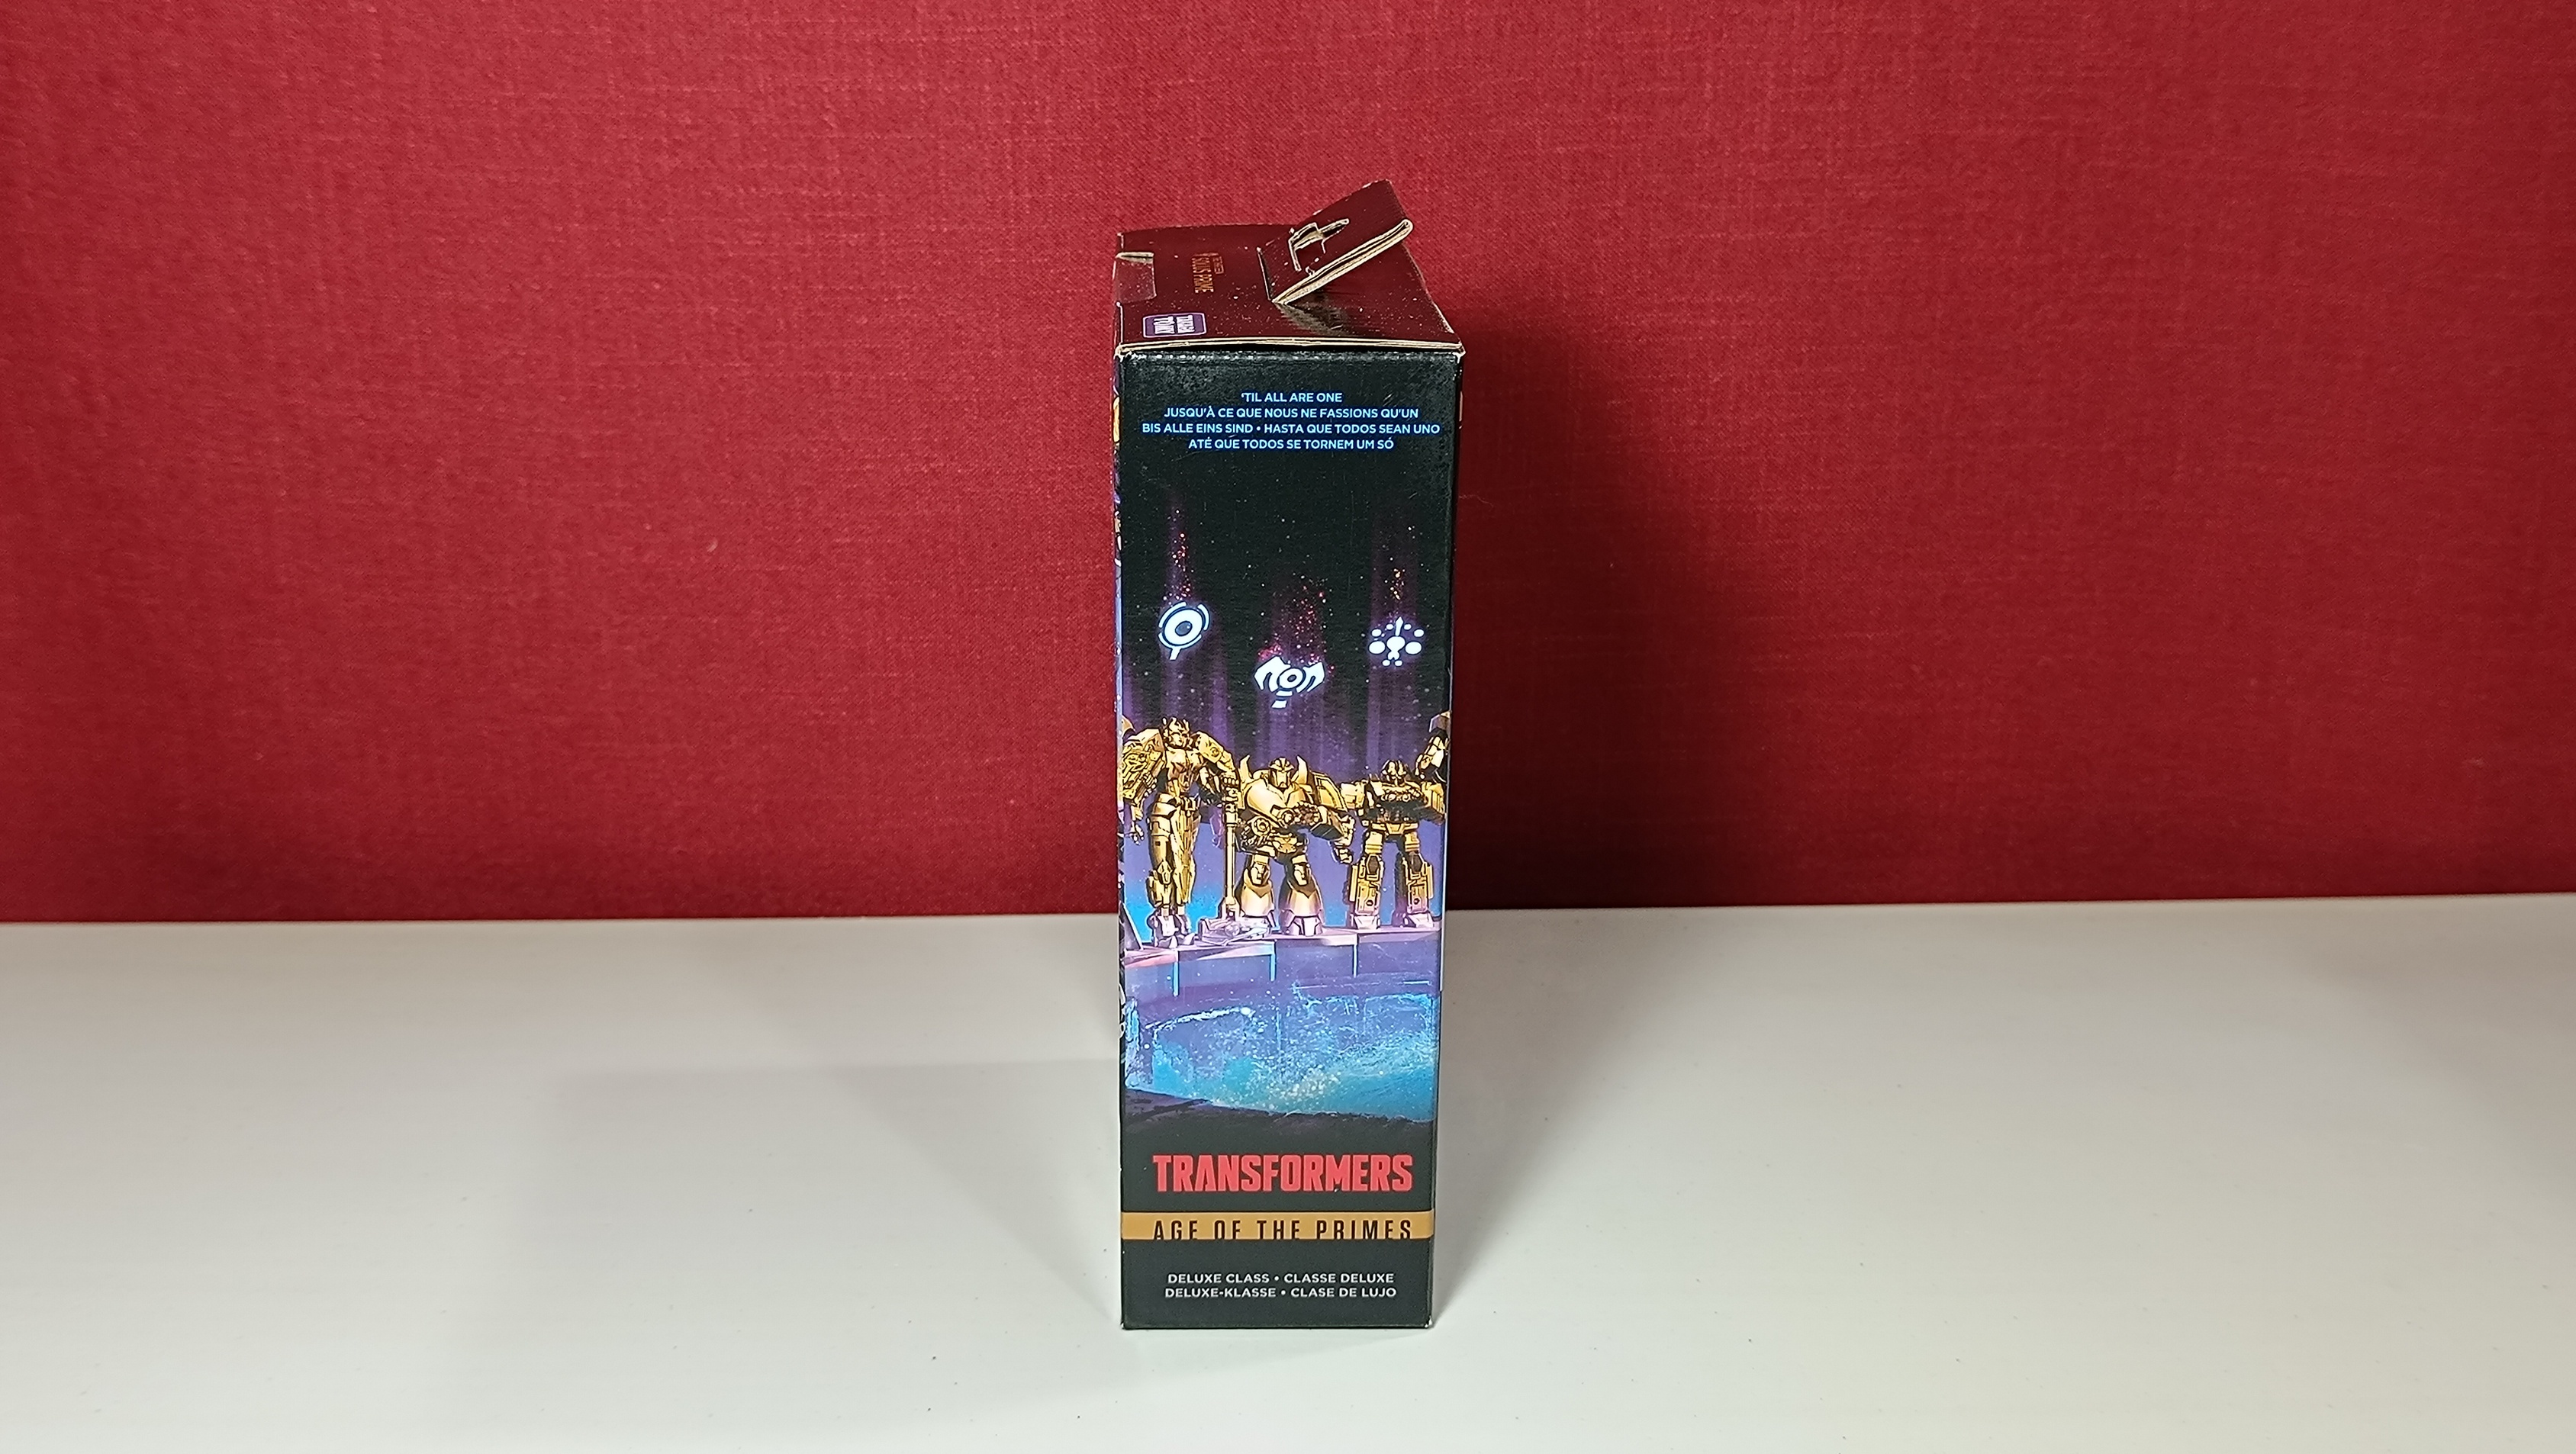 'TIL ALL ARE ONE
JUSQU'À CE QUE NOUS NE FASSIONS QU'UN
BIS ALLE EINS SIND • HASTA QUE TODOS SEAN UNO
ATÉ QUE TODOS SE TORNEM UM SÓ
TRANSFORMERS
AGE OF THE PRIMES
DELUXE CLASS • CLASSE DELUXE
DELUXE-KLASSE • CLASE DE LUJO